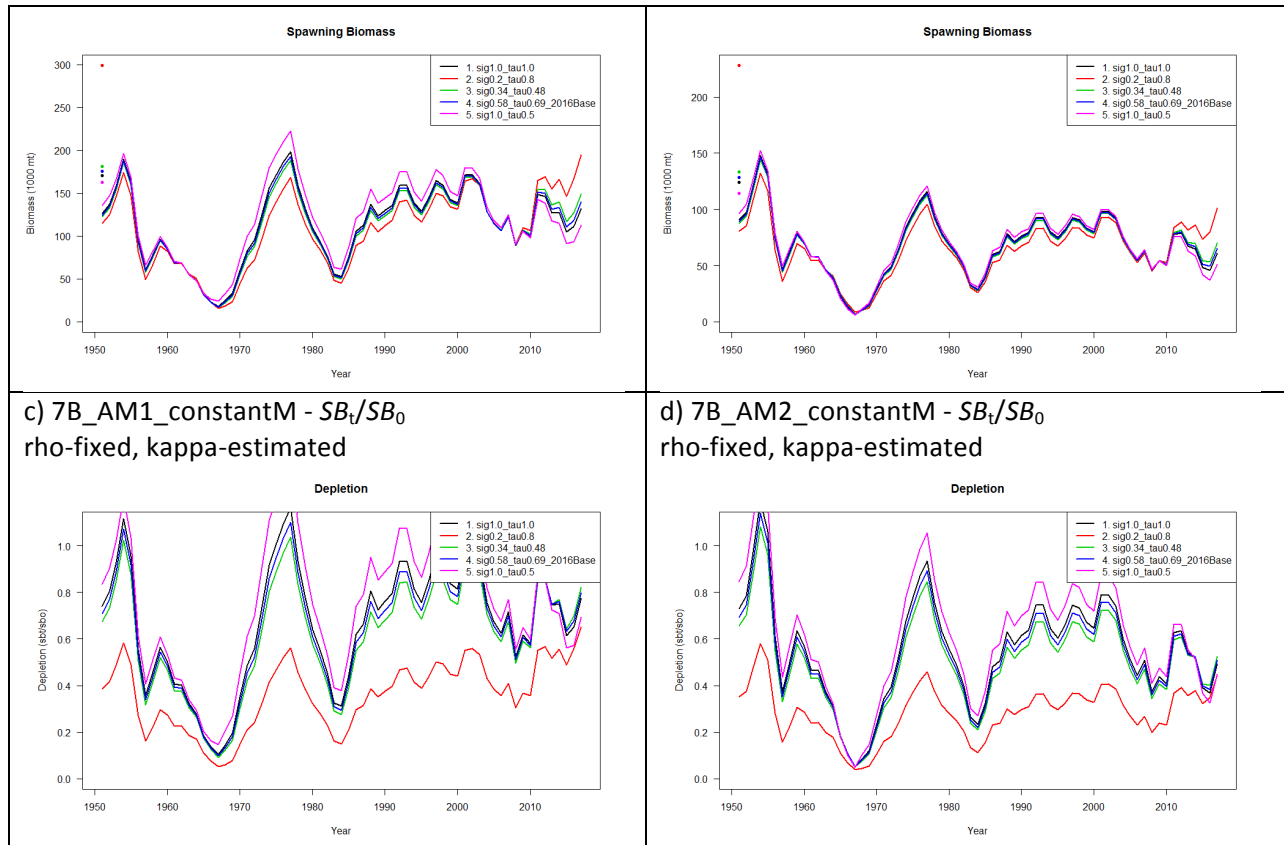 Spawning Biomass
1. sig1.0_tau1.0
2. sig0.2_tau0.8
3. sig0.34_tau0.48
4. sig0.58_tau0.69_2016Base
5. sig1.0_tau0.5
Biomass (1000 mt)
300
250
200
150
100
50
0
1950 1960 1970 1980 1990 2000 2010
Year
Spawning Biomass
1. sig1.0_tau1.0
2. sig0.2_tau0.8
3. sig0.34_tau0.48
4. sig0.58_tau0.69_2016Base
5. sig1.0_tau0.5
Biomass (1000 mt)
200
150
100
50
0
1950 1960 1970 1980 1990 2000 2010
Year
c) 7B_AM1_constantM - SBt/SB0
rho-fixed, kappa-estimated
Depletion
1. sig1.0_tau1.0
2. sig0.2_tau0.8
3. sig0.34_tau0.48
4. sig0.58_tau0.69_2016Base
5. sig1.0_tau0.5
Depletion (sbt/sbo)
1.0
0.8
0.6
0.4
0.2
0.0
1950 1960 1970 1980 1990 2000 2010
Year
d) 7B_AM2_constantM - SBt/SB0
rho-fixed, kappa-estimated
Depletion
1. sig1.0_tau1.0
2. sig0.2_tau0.8
3. sig0.34_tau0.48
4. sig0.58_tau0.69_2016Base
5. sig1.0_tau0.5
Depletion (sbt/sbo)
1.0
0.8
0.6
0.4
0.2
0.0
1950 1960 1970 1980 1990 2000 2010
Year